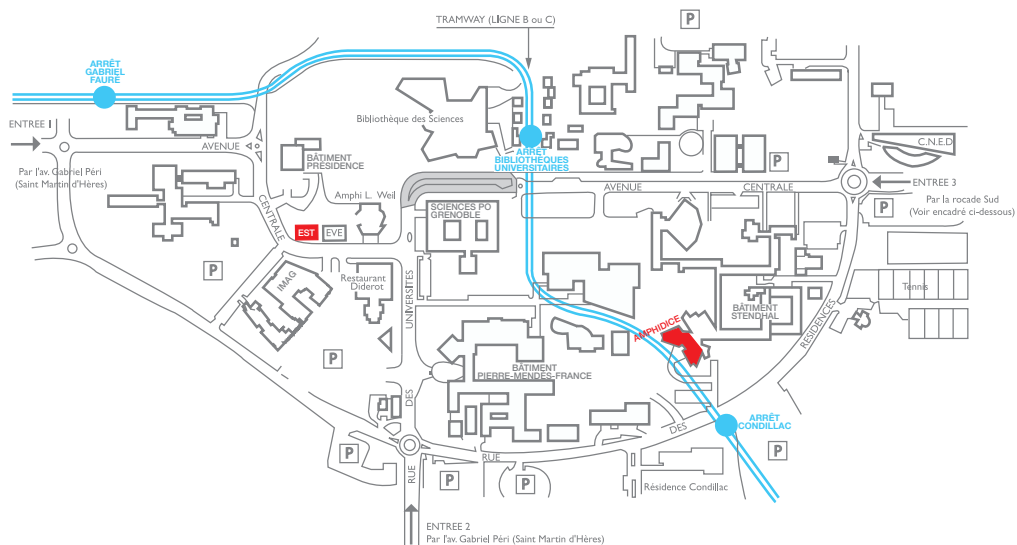 TRAMWAY (LIGNE B ou C)
P
ARRÊT
GABRIEL
FAURE
Bibliothèque des Sciences
ENTREE 1
AVENUE
Par l'av. Gabriel Péri
(Saint Martin d'Hères)
BÂTIMENT
PRÉSIDENCE
ARRÊT
BIBLIOTHÈQUES
UNIVERSITAIRES
C.N.E.D
P
ENTREE 3
AVENUE
CENTRALE
Par la rocade Sud
(Voir encadré ci-dessous)
P
Amphi L. Weil
SCIENCES PO
GRENOBLE
CENTRALE
EST
EVE
P
IMAG
Restaurant
Diderot
UNIVERSITES
Tennis
BÂTIMENT
STENDHAL
RESIDENCES
AMPHIDICE
P
BÂTIMENT
PIERRE-MENDÈS-FRANCE
DES
ARRÊT
CONDILLAC
DES
P
P
RUE
RUE
P
P
Résidence Condillac
ENTREE 2
Par l'av. Gabriel Péri (Saint Martin d'Hères)